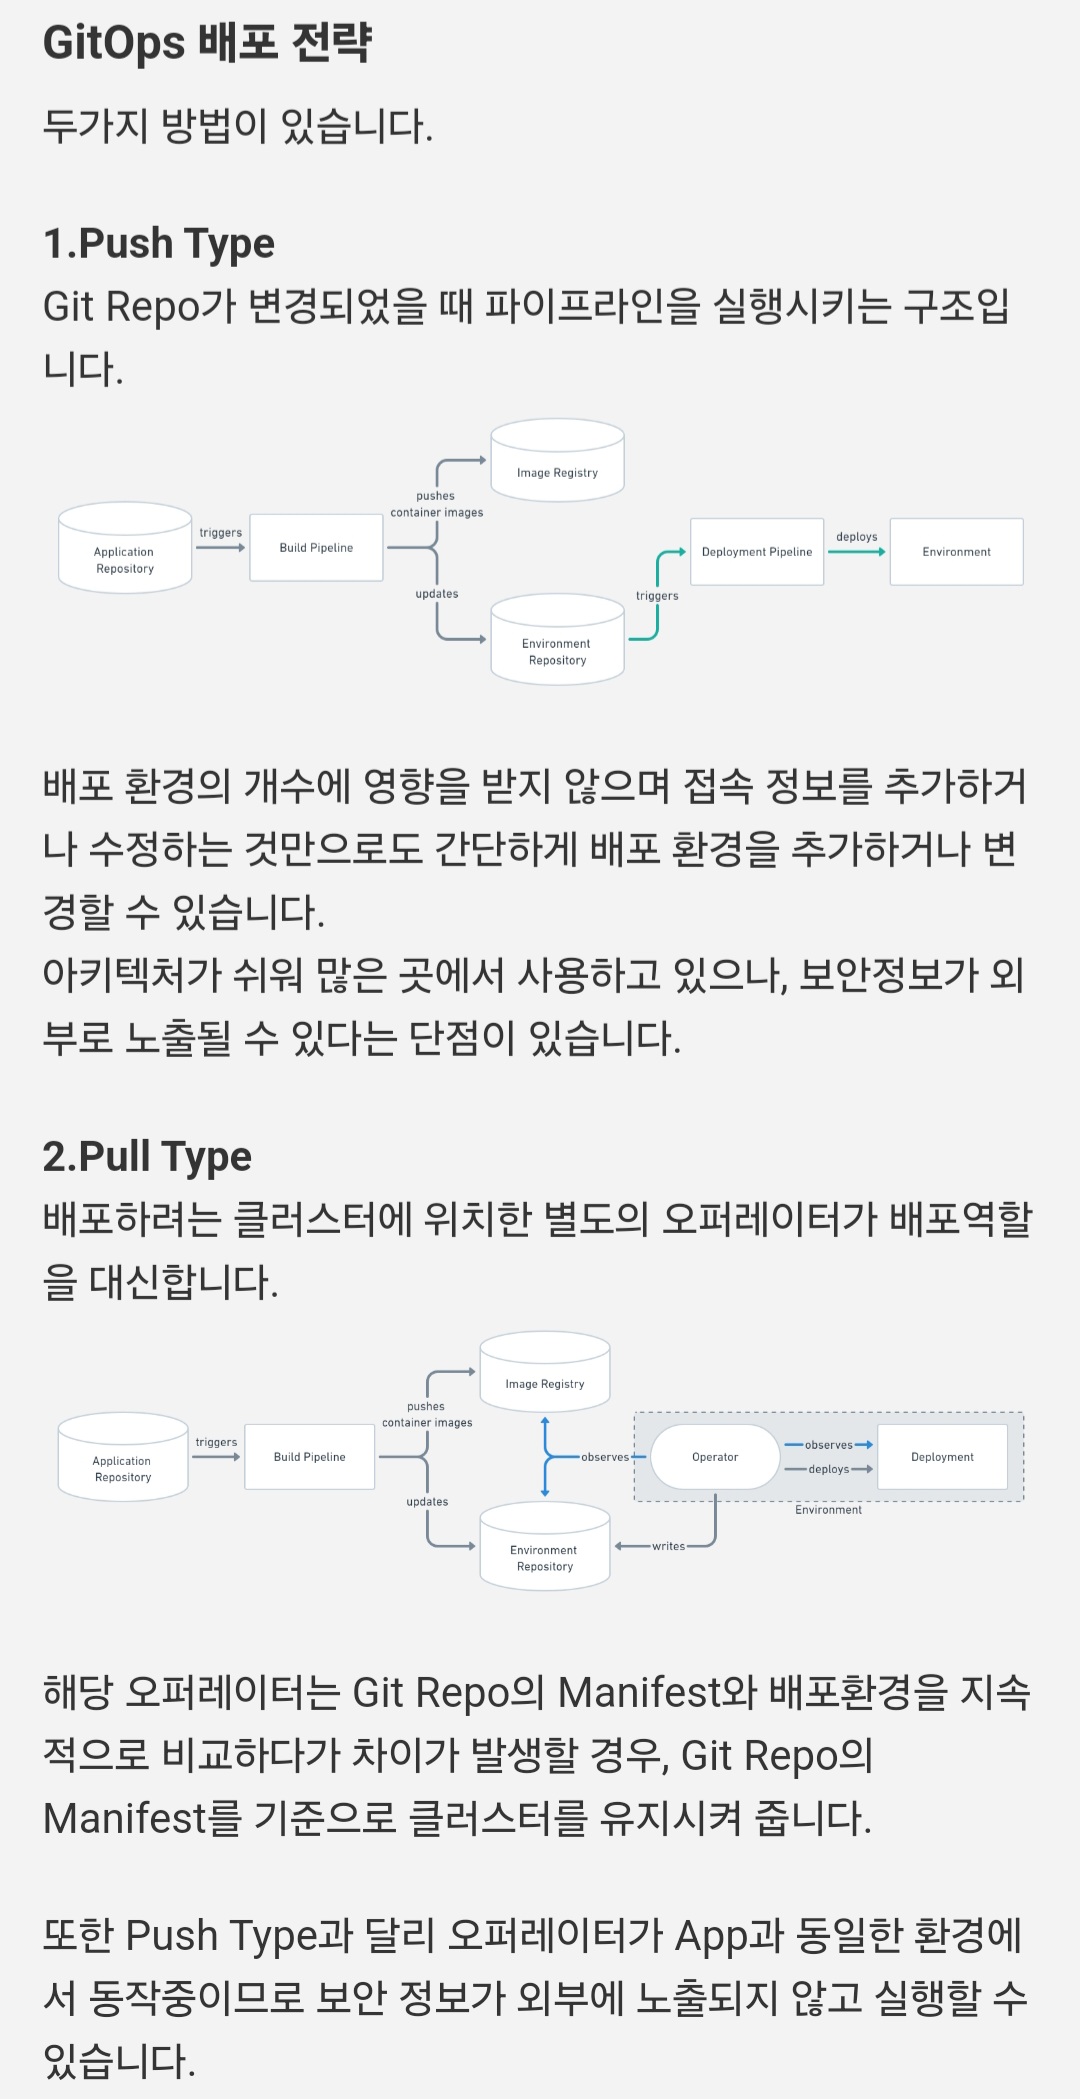 GitOps 배포 전략
두가지 방법이 있습니다.
1.Push Type
Git Repo가 변경되었을 때 파이프라인을 실행시키는 구조입
니다.
Image Registry
pushes
container images
triggers
Application
Repository
Build Pipeline
updates
Environment
Repository
triggers
Deployment Pipeline
deploys
Environment
배포 환경의 개수에 영향을 받지 않으며 접속 정보를 추가하거
나 수정하는 것만으로도 간단하게 배포 환경을 추가하거나 변
경할 수 있습니다.
아키텍처가 쉬워 많은 곳에서 사용하고 있으나, 보안정보가 외
부로 노출될 수 있다는 단점이 있습니다.
2.Pull Type
배포하려는 클러스터에 위치한 별도의 오퍼레이터가 배포역할
을 대신합니다.
Image Registry
pushes
container images
triggers
Application
Repository
Build Pipeline
updates
Environment
Repository
observes
Operator
observes
deploys
Deployment
Environment
writes
해당 오퍼레이터는 Git Repo의 Manifest와 배포환경을 지속
적으로 비교하다가 차이가 발생할 경우, Git Repo의
Manifest를 기준으로 클러스터를 유지시켜 줍니다.
또한 Push Type과 달리 오퍼레이터가 App과 동일한 환경에
서 동작중이므로 보안 정보가 외부에 노출되지 않고 실행할 수
있습니다.